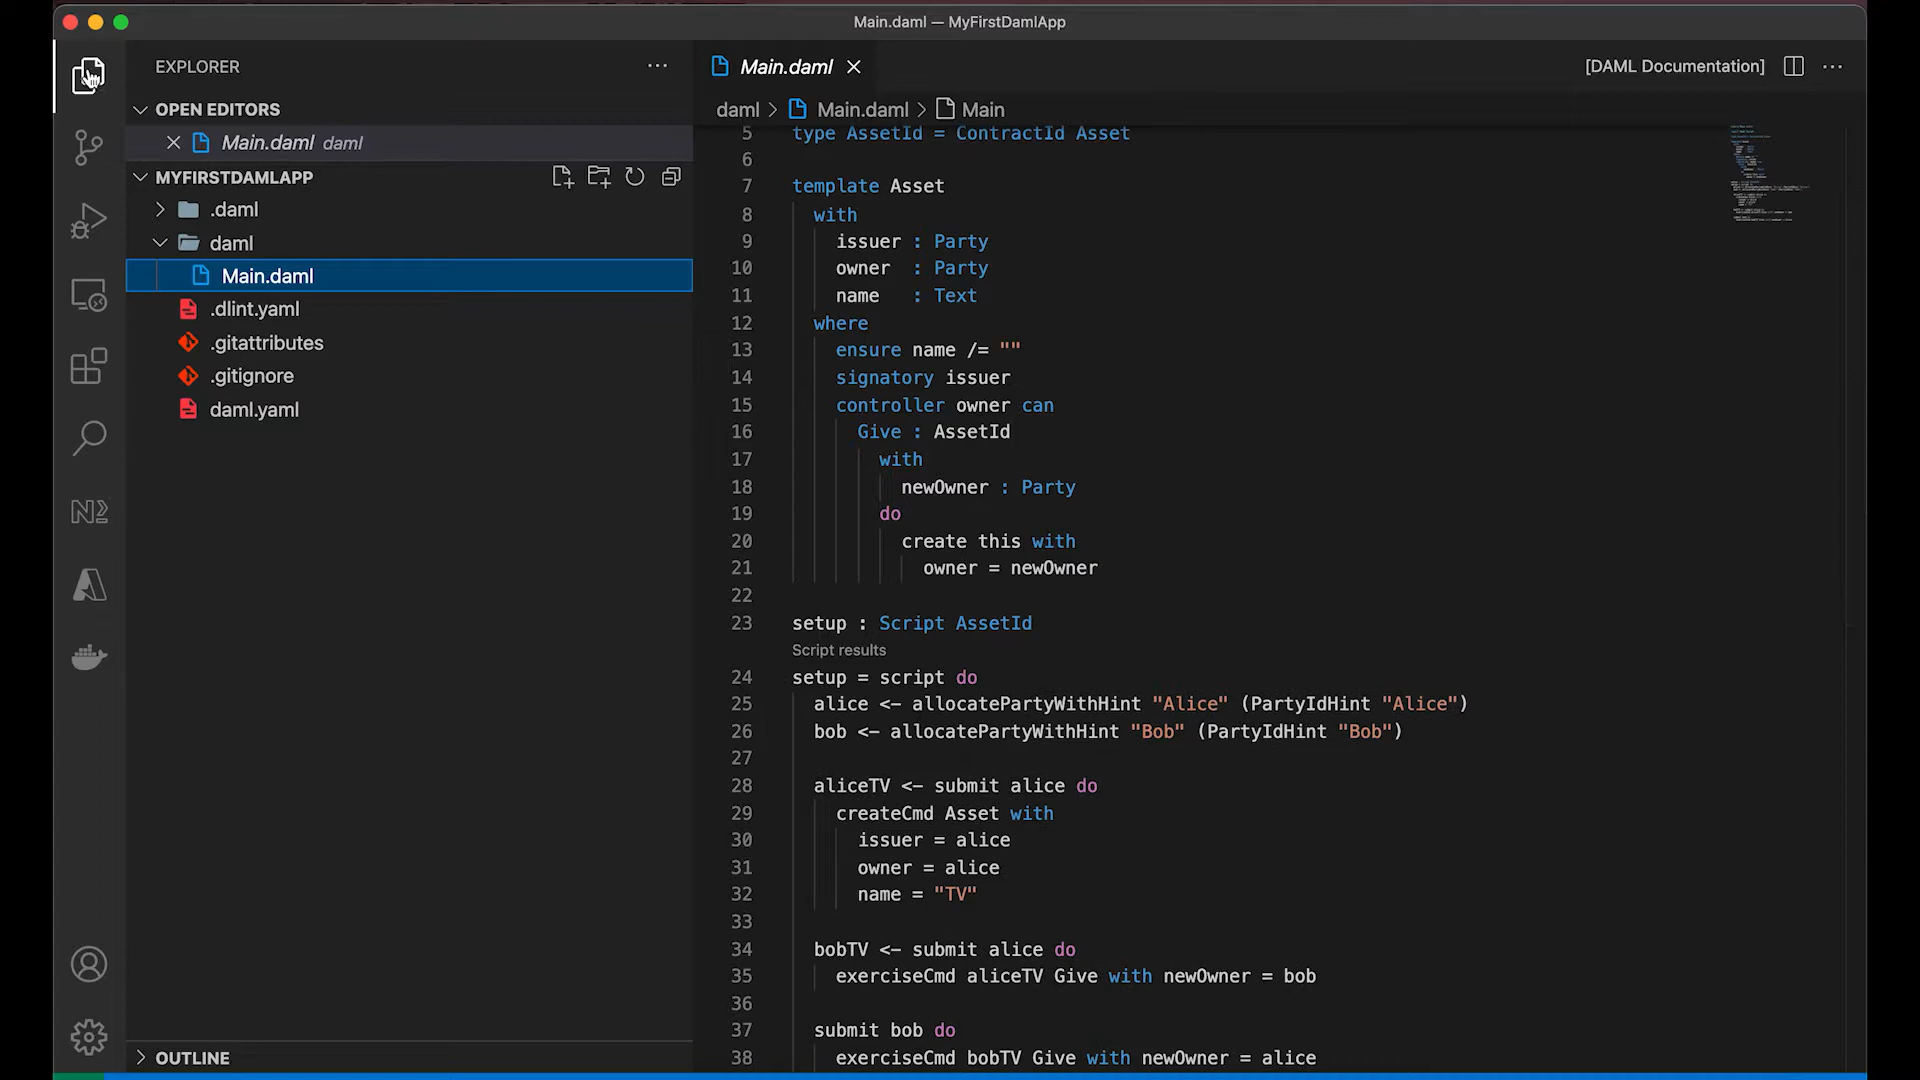 Main.daml — MyFirstDamlApp
EXPLORER
OPEN EDITORS
Main.daml daml
MYFIRSTDAMLAPP
.daml
daml
Main.daml
.dlint.yaml
.gitattributes
.gitignore
daml.yaml
OUTLINE
Main.daml
[DAML Documentation]
daml > Main.daml > Main
5 type AssetId = ContractId Asset
6
7 template Asset
8 with
9 issuer : Party
10 owner  : Party
11 name   : Text
12 where
13 ensure name /= ""
14 signatory issuer
15 controller owner can
16 Give : AssetId
17 with
18 newOwner : Party
19 do
20 create this with
21 owner = newOwner
22
23 setup : Script AssetId
Script results
24 setup = script do
25 alice <- allocatePartyWithHint "Alice" (PartyIdHint "Alice")
26 bob <- allocatePartyWithHint "Bob" (PartyIdHint "Bob")
27
28 aliceTV <- submit alice do
29 createCmd Asset with
30 issuer = alice
31 owner = alice
32 name = "TV"
33
34 bobTV <- submit alice do
35 exerciseCmd aliceTV Give with newOwner = bob
36
37 submit bob do
38 exerciseCmd bobTV Give with newOwner = alice